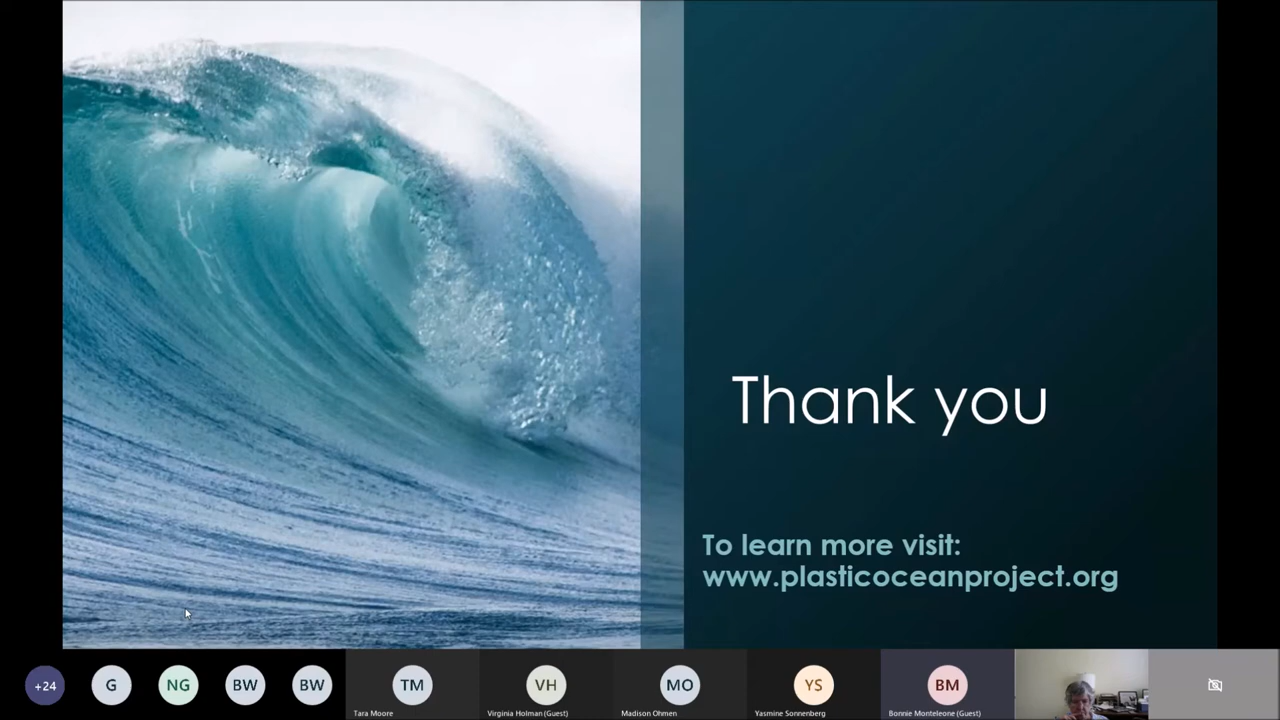 Thank you
To learn more visit:
www.plasticoceanproject.org
+24
G
NG
BW
BW
TM
Tara Moore
VH
Virginia Holman (Guest)
MO
Madison Ohmen
YS
Yasmine Sonnenberg
BM
Bonnie Monteleone (Guest)